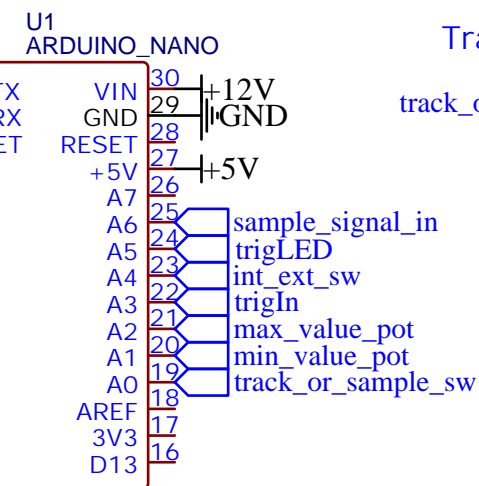 U1
ARDUINO_NANO
Tra
TX
VIN
30
+12V
RX
GND
29
GND
track_o
ET
RESET
28
+5V
27
+5V
A7
26
A6
25
sample_signal_in
A5
24
trigLED
A4
23
int_ext_sw
A3
22
trigIn
A2
21
max_value_pot
A1
20
min_value_pot
A0
19
track_or_sample_sw
AREF
18
3V3
17
D13
16